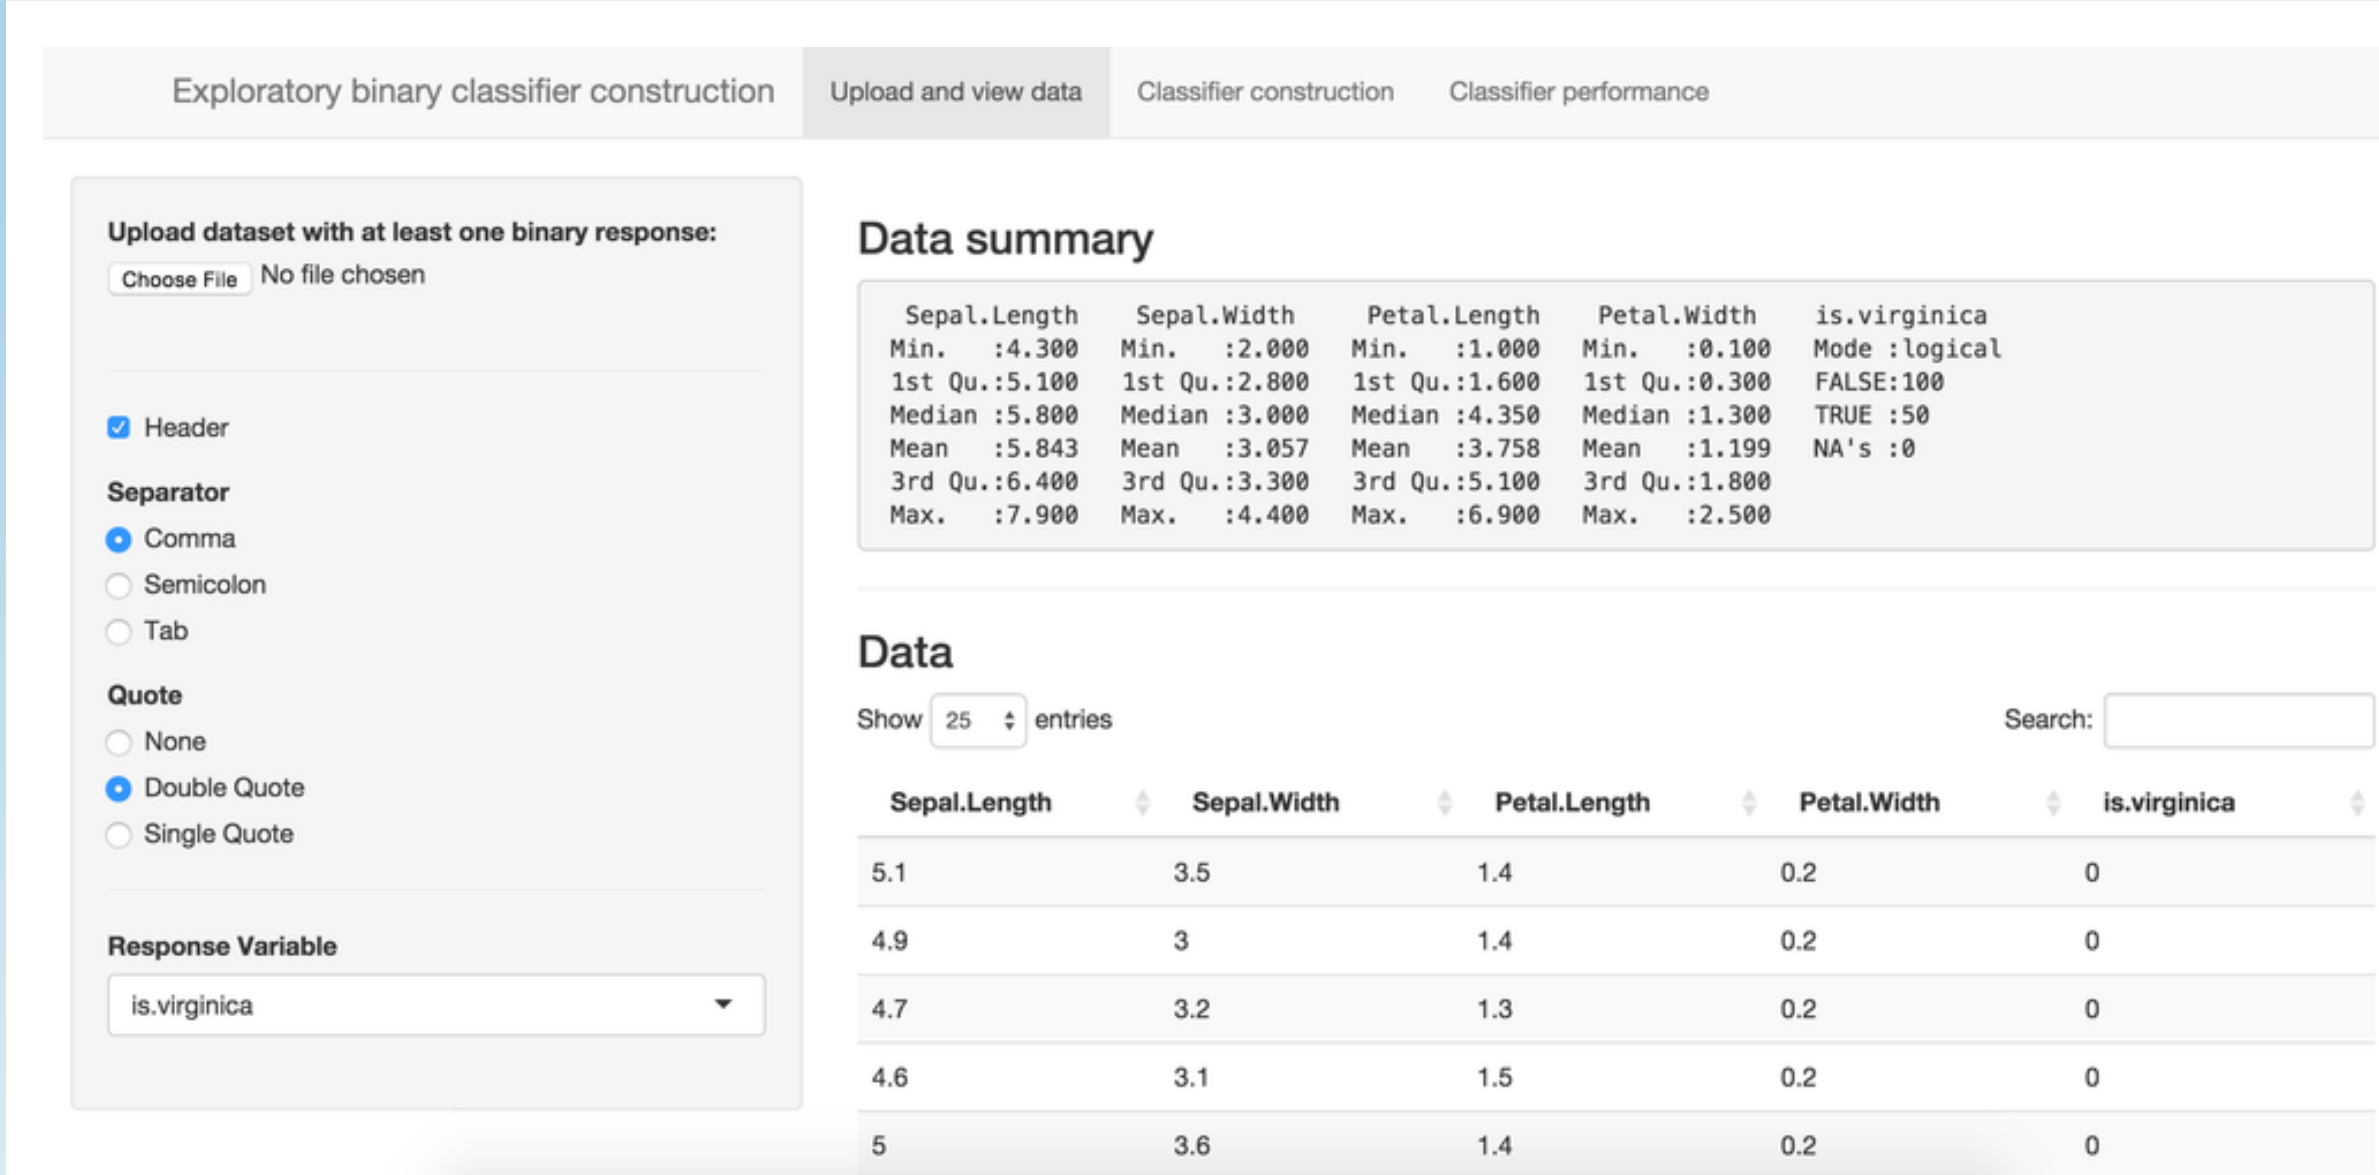 Exploratory binary classifier construction Upload and view data Classifier construction Classifier performance
Upload dataset with at least one binary response:
Choose File No file chosen
Header
Separator
Comma
Semicolon
Tab
Quote
None
Double Quote
Single Quote
Response Variable
is.virginica
Data summary
Sepal.Length Sepal.Width Petal.Length Petal.Width is.virginica
Min. :4.300 Min. :2.000 Min. :1.000 Min. :0.100 Mode :logical
1st Qu.:5.100 1st Qu.:2.800 1st Qu.:1.600 1st Qu.:0.300 FALSE:100
Median :5.800 Median :3.000 Median :4.350 Median :1.300 TRUE :50
Mean :5.843 Mean :3.057 Mean :3.758 Mean :1.199 NA's :0
3rd Qu.:6.400 3rd Qu.:3.300 3rd Qu.:5.100 3rd Qu.:1.800
Max. :7.900 Max. :4.400 Max. :6.900 Max. :2.500
Data
Show 25 entries Search:
Sepal.Length Sepal.Width Petal.Length Petal.Width is.virginica
5.1 3.5 1.4 0.2 0
4.9 3 1.4 0.2 0
4.7 3.2 1.3 0.2 0
4.6 3.1 1.5 0.2 0
5 3.6 1.4 0.2 0